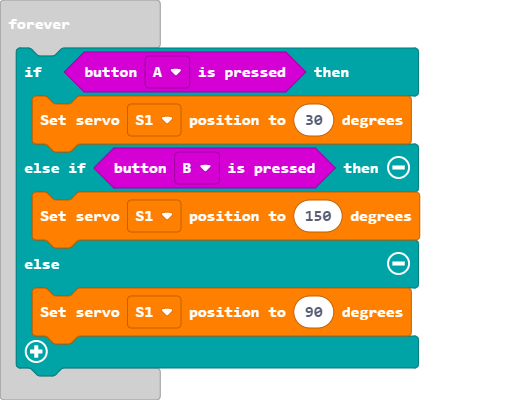 forever
if button A is pressed then
Set servo S1 position to 30 degrees
else if button B is pressed then
Set servo S1 position to 150 degrees
else
Set servo S1 position to 90 degrees